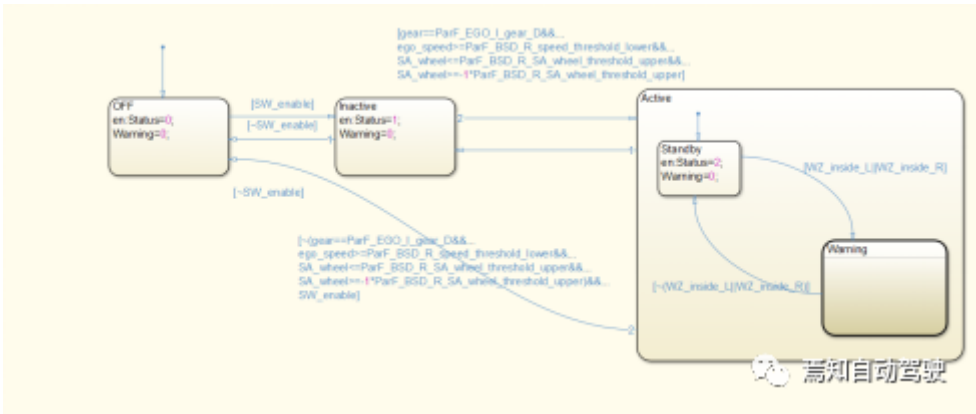 [gear==ParF_EGO_I_gear_D&&...
ego_speed>=ParF_BSD_R_speed_threshold_lower&&...
SA_wheel<=ParF_BSD_R_SA_wheel_threshold_upper&&...
SA_wheel>=-1*ParF_BSD_R_SA_wheel_threshold_upper]
OFF
en:Status=0;
Warning=0;
[SW_enable]
[~SW_enable]
Inactive
en:Status=1;
Warning=0;
2
1
1
Active
Standby
en:Status=2;
Warning=0;
[WZ_inside_L||WZ_inside_R]
[~SW_enable]
[~(gear==ParF_EGO_I_gear_D&&...
ego_speed>=ParF_BSD_R_speed_threshold_lower&&...
SA_wheel<=ParF_BSD_R_SA_wheel_threshold_upper&&...
SA_wheel>=-1*ParF_BSD_R_SA_wheel_threshold_upper)&&...
SW_enable]
Warning
[~(WZ_inside_L||WZ_inside_R)]
2
焉知自动驾驶